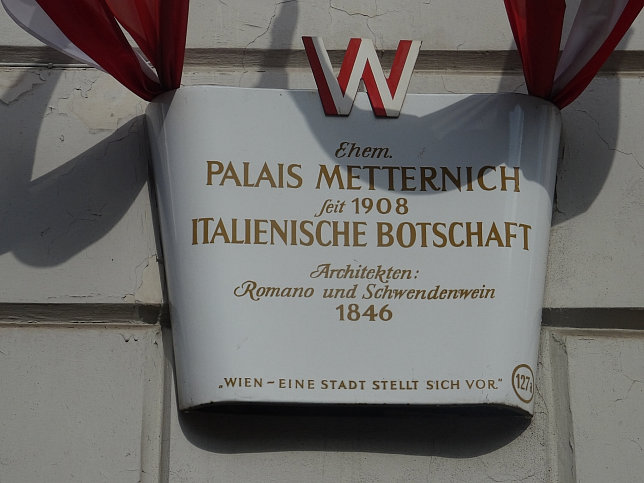 W
Ehem.
PALAIS METTERNICH
seit 1908
ITALIENISCHE BOTSCHAFT
Architekten:
Romano und Schwendenwein
1846
„WIEN – EINE STADT STELLT SICH VOR.”
127